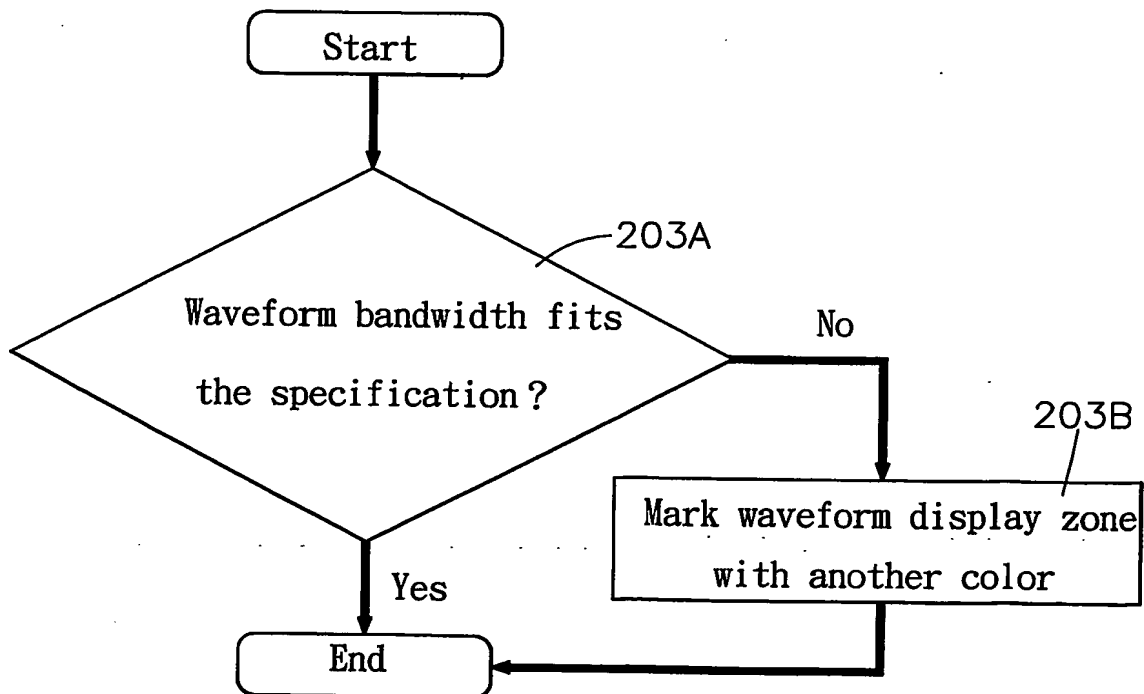 Start
203A
Waveform bandwidth fits
the specification?
No
203B
Mark waveform display zone
with another color
Yes
End